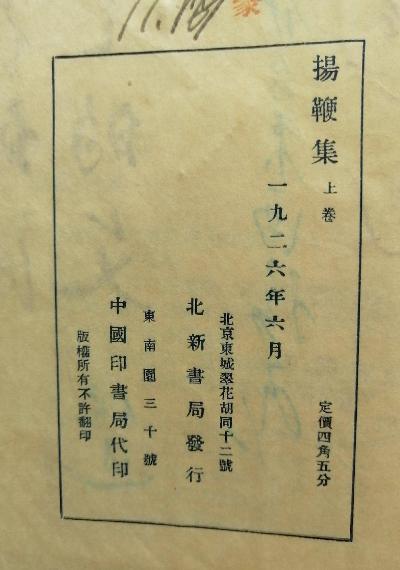 揚鞭集 上卷
定價四角五分
一九二六年六月
北京東城翠花胡同十二號
北新書局發行
東南園三十號
中國印書局代印
版權所有不許翻印